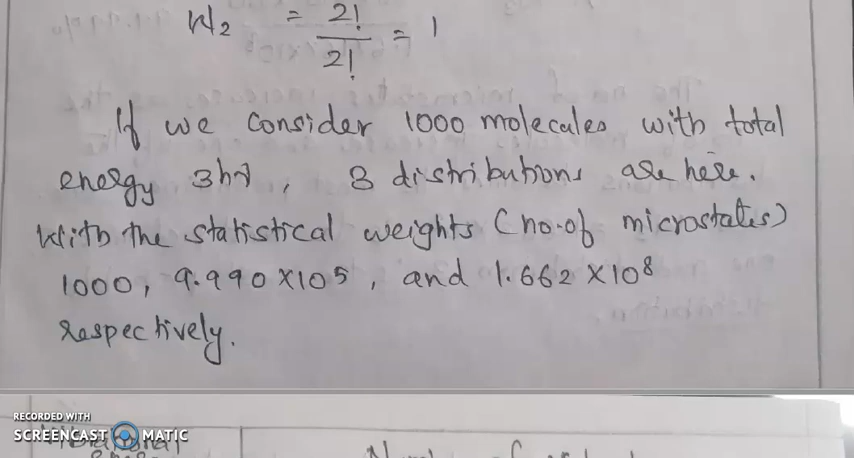 W₂ = 2!/2! = 1
If we consider 1000 molecules with total
energy 3hν, 3 distributions are here.
With the statistical weights (no.of microstates)
1000, 9.990 ×10⁵, and 1.662 ×10⁸
respectively.
RECORDED WITH
SCREENCAST MATIC